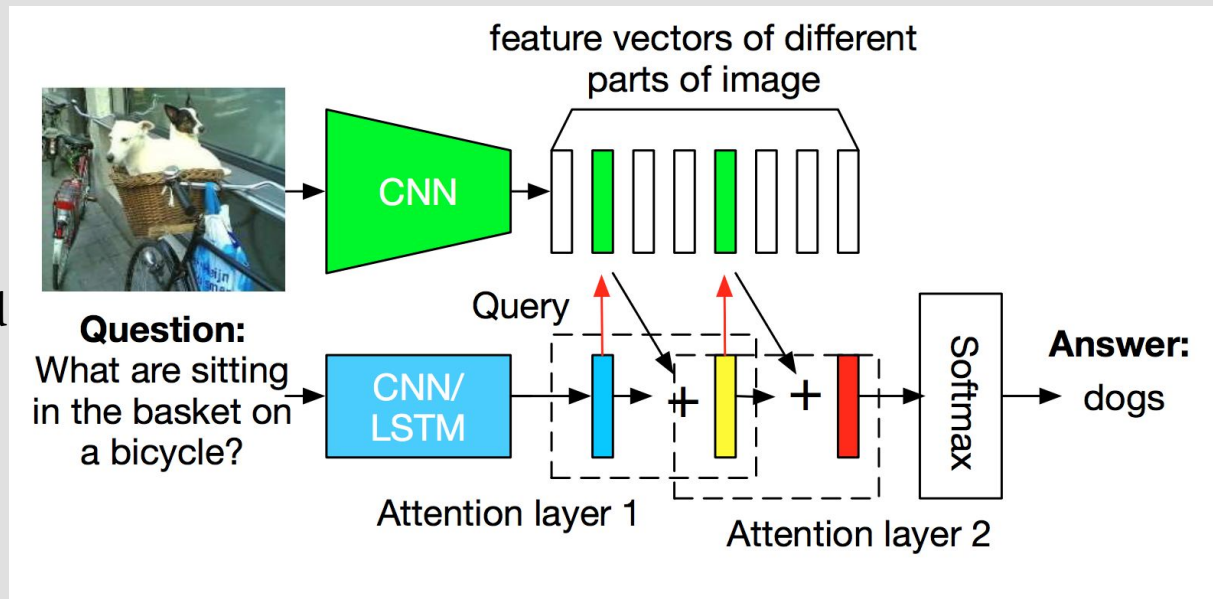 feature vectors of different
parts of image
CNN
Query
Question:
What are sitting
in the basket on
a bicycle?
CNN/
LSTM
+
+
Softmax
Answer:
dogs
Attention layer 1
Attention layer 2